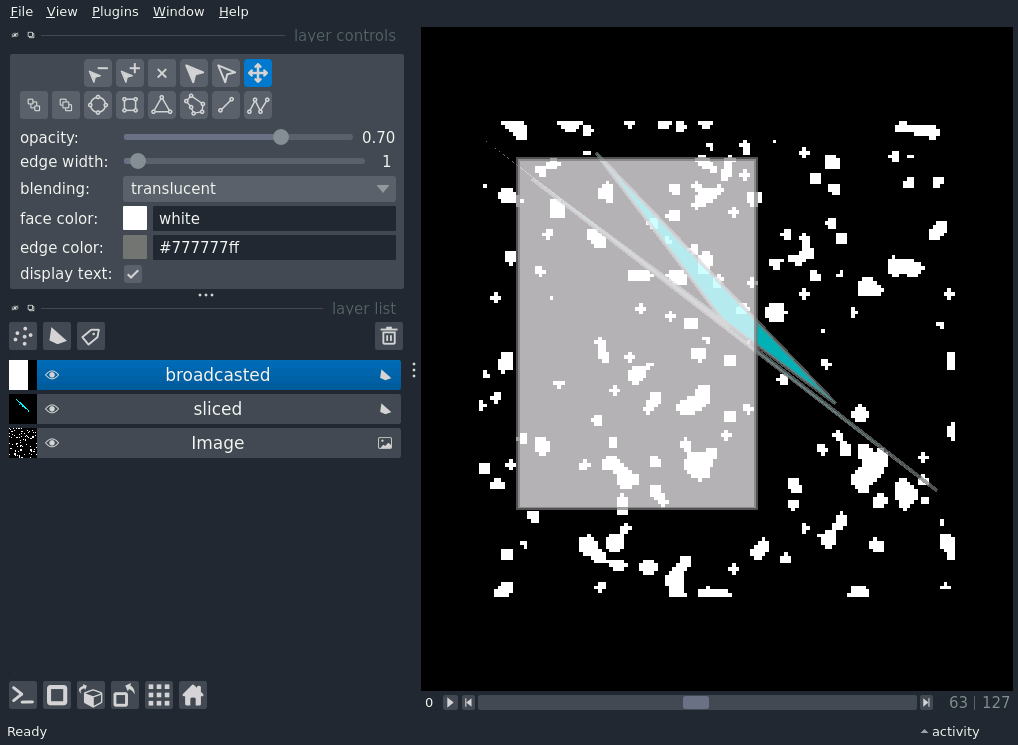 File View Plugins Window Help
layer controls
opacity: 0.70
edge width: 1
blending: translucent
face color: white
edge color: #777777ff
display text:
layer list
broadcasted
sliced
Image
0 63 | 127
Ready activity